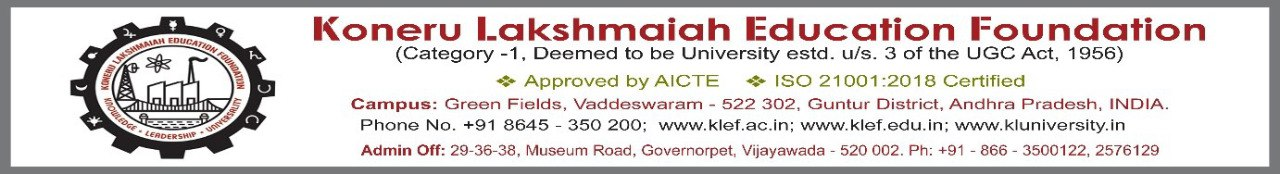 KONERU LAKSHMAIAH EDUCATION FOUNDATION
KNOWLEDGE • LEADERSHIP • UNIVERSALITY
Koneru Lakshmaiah Education Foundation
(Category -1, Deemed to be University estd. u/s. 3 of the UGC Act, 1956)
❖ Approved by AICTE ❖ ISO 21001:2018 Certified
Campus: Green Fields, Vaddeswaram - 522 302, Guntur District, Andhra Pradesh, INDIA.
Phone No. +91 8645 - 350 200; www.klef.ac.in; www.klef.edu.in; www.kluniversity.in
Admin Off: 29-36-38, Museum Road, Governorpet, Vijayawada - 520 002. Ph: +91 - 866 - 3500122, 2576129